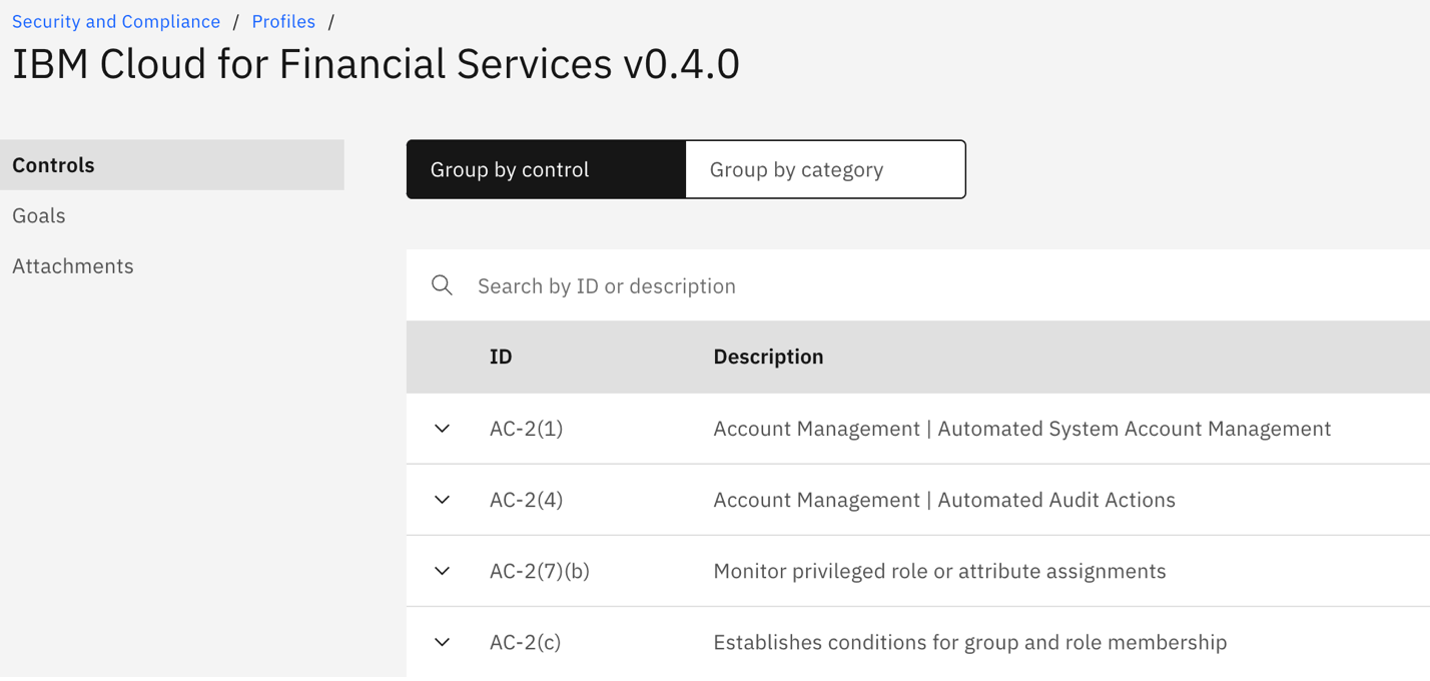 Security and Compliance / Profiles /
IBM Cloud for Financial Services v0.4.0
Controls
Goals
Attachments
Group by control Group by category
Search by ID or description
ID Description
AC-2(1) Account Management | Automated System Account Management
AC-2(4) Account Management | Automated Audit Actions
AC-2(7)(b) Monitor privileged role or attribute assignments
AC-2(c) Establishes conditions for group and role membership